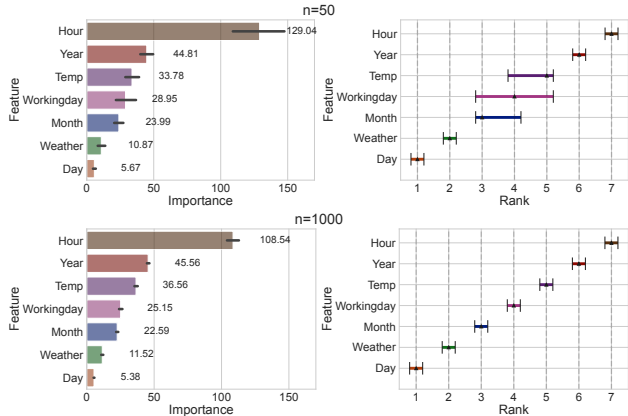 n=50
Feature
Hour
Year
Temp
Workingday
Month
Weather
Day
129.04
44.81
33.78
28.95
23.99
10.87
5.67
0 50 100 150
Importance
Feature
Hour
Year
Temp
Workingday
Month
Weather
Day
1 2 3 4 5 6 7
Rank
n=1000
Feature
Hour
Year
Temp
Workingday
Month
Weather
Day
108.54
45.56
36.56
25.15
22.59
11.52
5.38
0 50 100 150
Importance
Feature
Hour
Year
Temp
Workingday
Month
Weather
Day
1 2 3 4 5 6 7
Rank